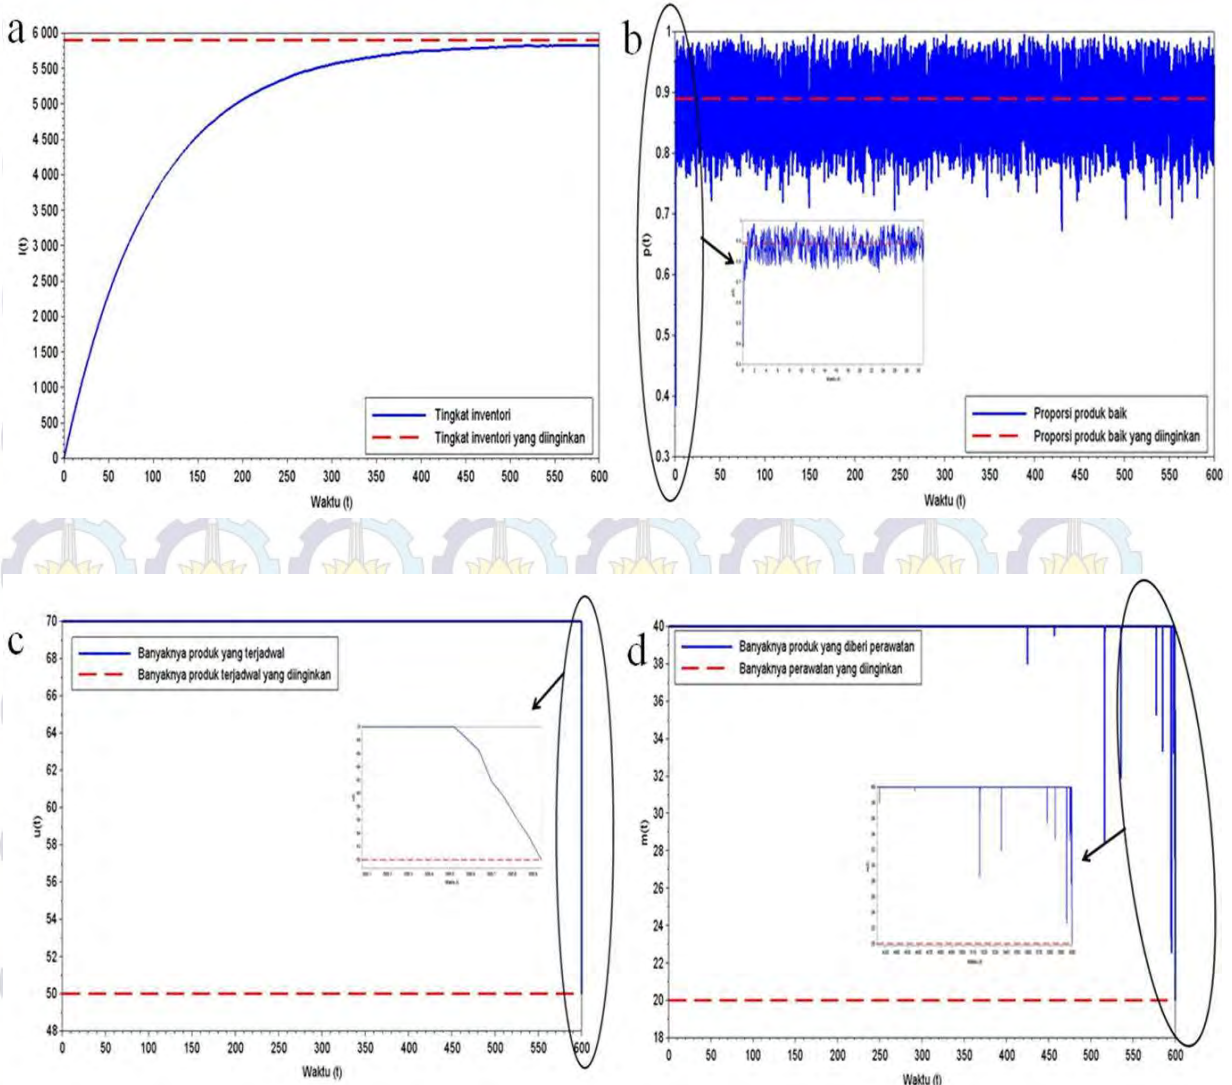 a
6 000
5 500
5 000
4 500
4 000
3 500
3 000
2 500
2 000
1 500
1 000
500
0
I(t)
Tingkat inventori
Tingkat inventori yang diinginkan
0 50 100 150 200 250 300 350 400 450 500 550 600
Waktu (t)
b
1
0.9
0.8
0.7
0.6
0.5
0.4
0.3
p(t)
Proporsi produk baik
Proporsi produk baik yang diinginkan
0 50 100 150 200 250 300 350 400 450 500 550 600
Waktu (t)
c
70
68
66
64
62
60
58
56
54
52
50
48
u(t)
Banyaknya produk yang terjadwal
Banyaknya produk terjadwal yang diinginkan
0 50 100 150 200 250 300 350 400 450 500 550 600
Waktu (t)
d
40
38
36
34
32
30
28
26
24
22
20
18
m(t)
Banyaknya produk yang diberi perawatan
Banyaknya perawatan yang diinginkan
0 50 100 150 200 250 300 350 400 450 500 550 600
Waktu (t)